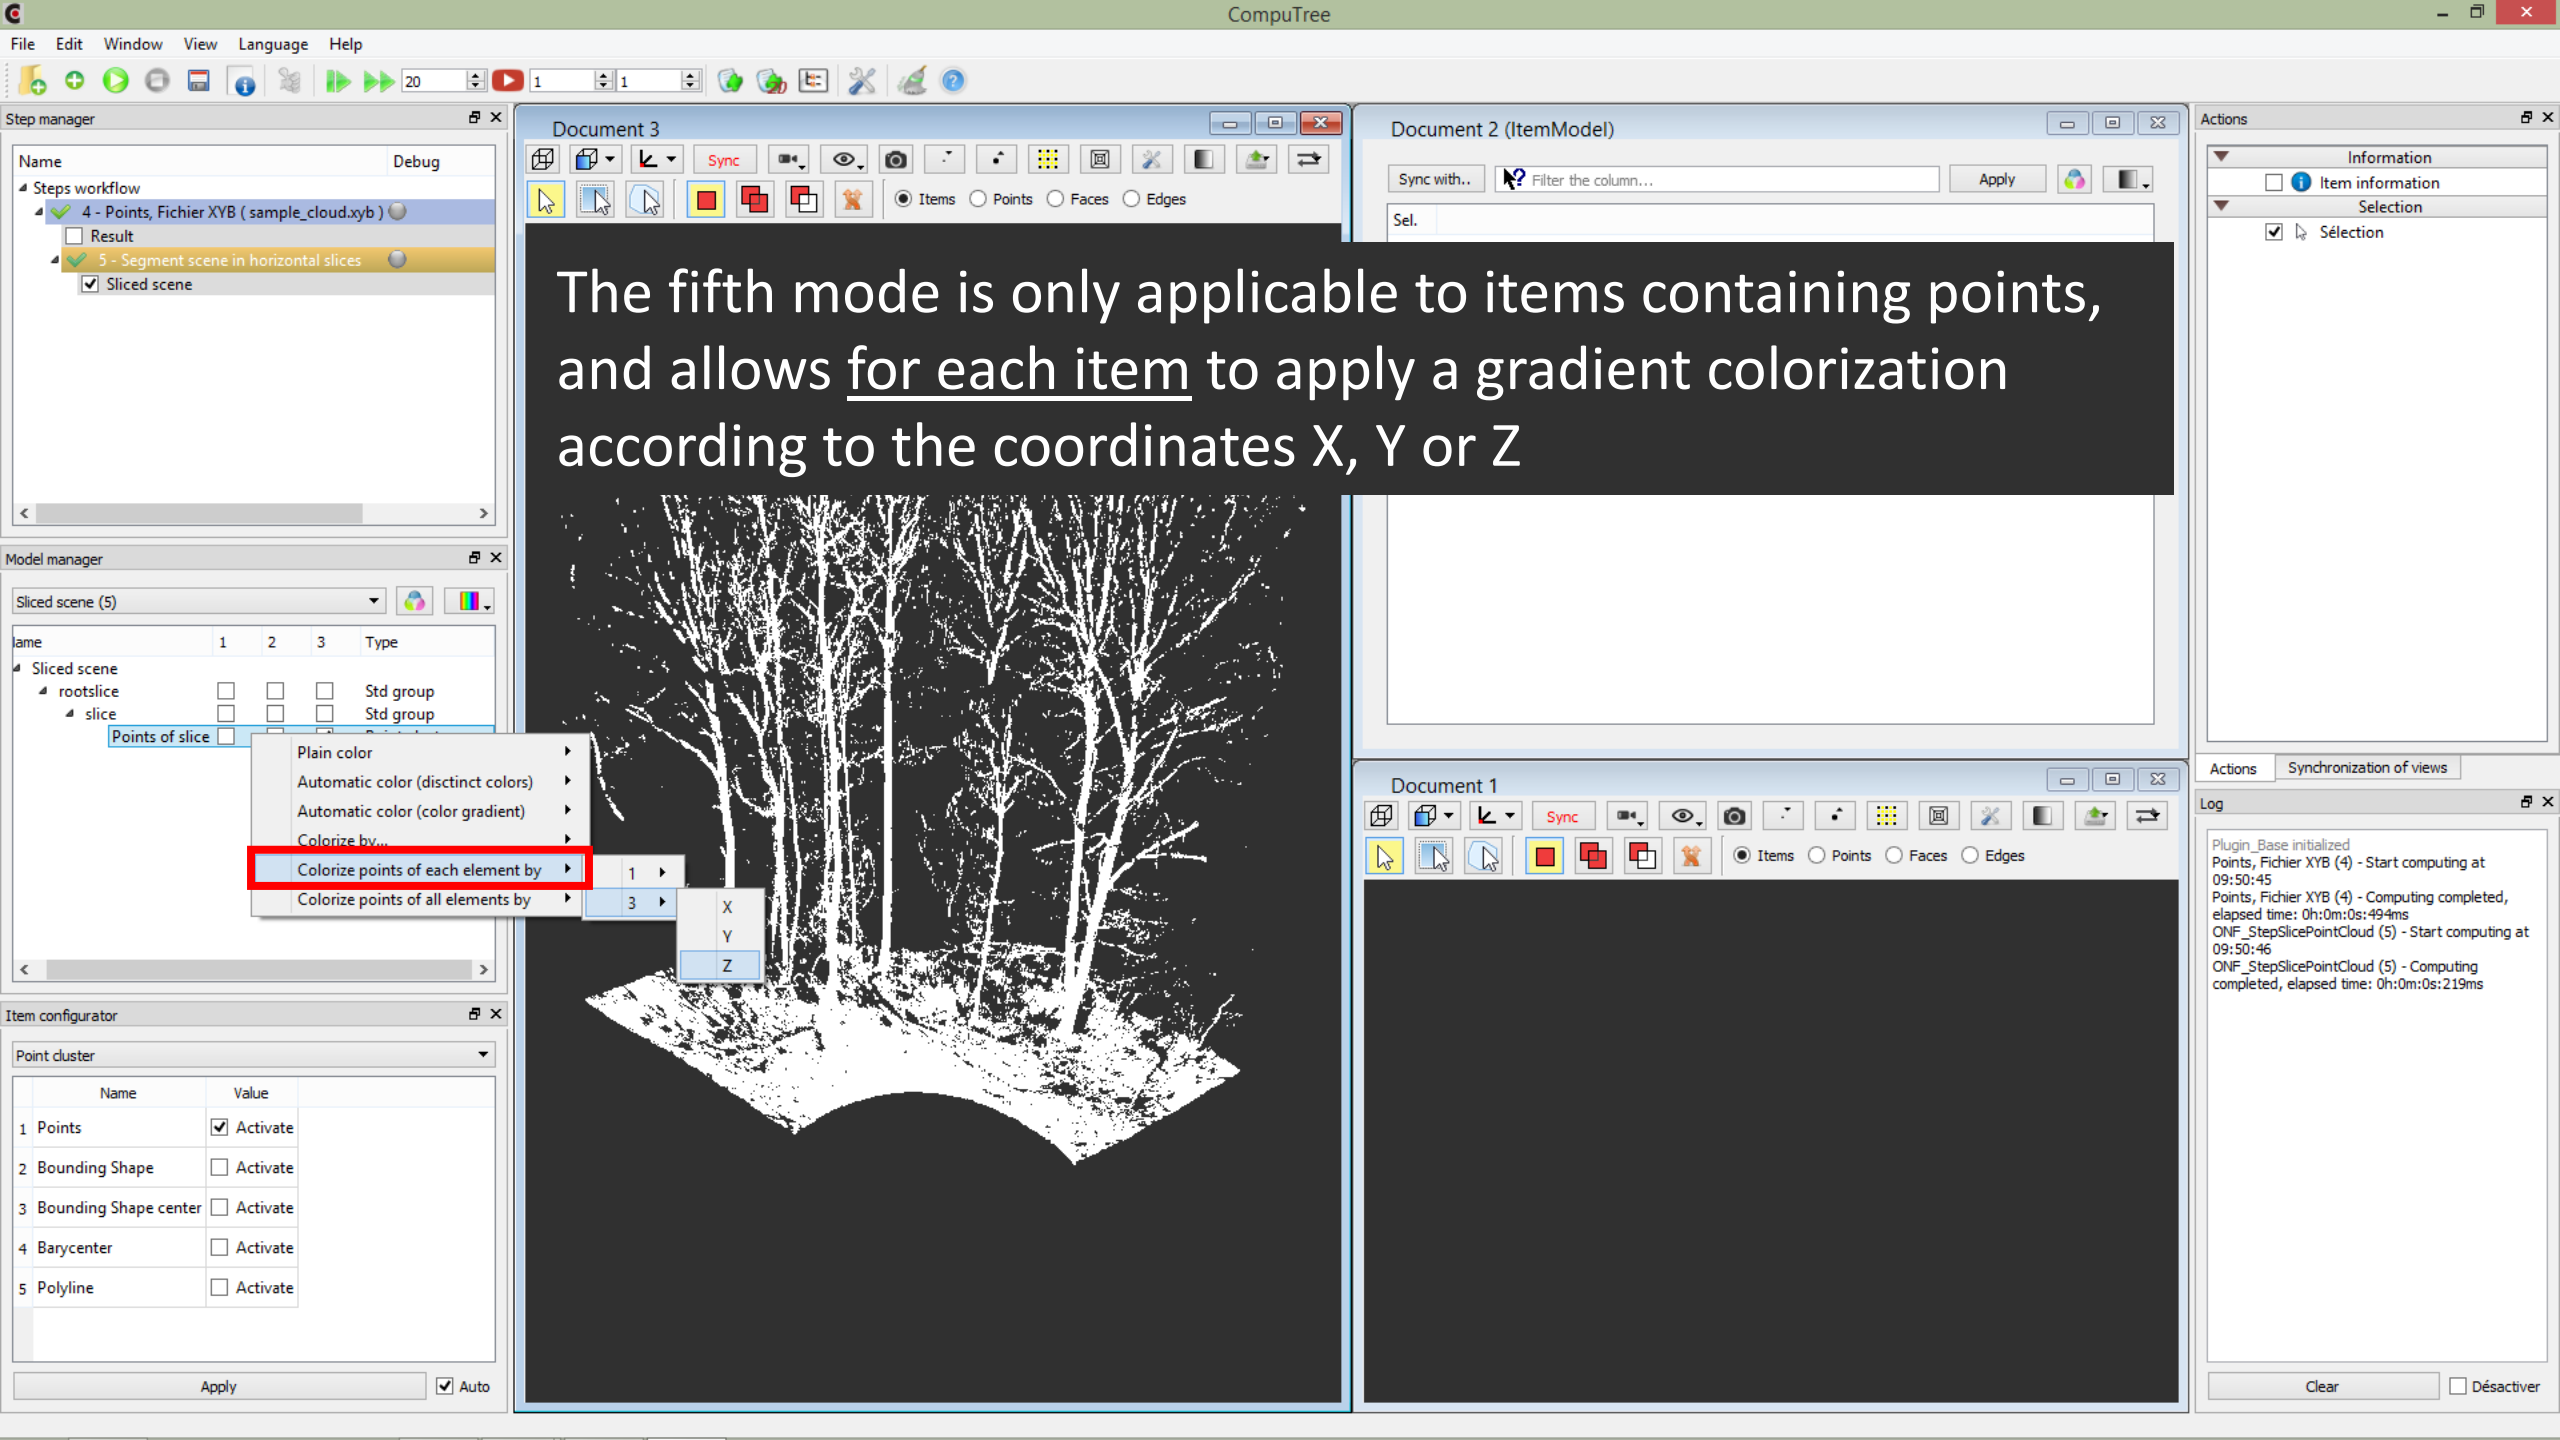 CompuTree
File Edit Window View Language Help
20 1 1
Step manager
Name Debug
Steps workflow
4 - Points, Fichier XYB ( sample_cloud.xyb )
Result
5 - Segment scene in horizontal slices
Sliced scene
Model manager
Sliced scene (5)
lame 1 2 3 Type
Sliced scene
rootslice Std group
slice Std group
Points of slice
Plain color
Automatic color (disctinct colors)
Automatic color (color gradient)
Colorize by...
Colorize points of each element by
Colorize points of all elements by
1
3
X
Y
Z
Item configurator
Point cluster
Name Value
1 Points Activate
2 Bounding Shape Activate
3 Bounding Shape center Activate
4 Barycenter Activate
5 Polyline Activate
Apply Auto
Document 3
Sync
Items Points Faces Edges
The fifth mode is only applicable to items containing points,
and allows for each item to apply a gradient colorization
according to the coordinates X, Y or Z
Document 2 (ItemModel)
Sync with.. Filter the column... Apply
Sel.
Document 1
Sync
Items Points Faces Edges
Actions
Information
Item information
Selection
Sélection
Actions Synchronization of views
Log
Plugin_Base initialized
Points, Fichier XYB (4) - Start computing at
09:50:45
Points, Fichier XYB (4) - Computing completed,
elapsed time: 0h:0m:0s:494ms
ONF_StepSlicePointCloud (5) - Start computing at
09:50:46
ONF_StepSlicePointCloud (5) - Computing
completed, elapsed time: 0h:0m:0s:219ms
Clear Désactiver